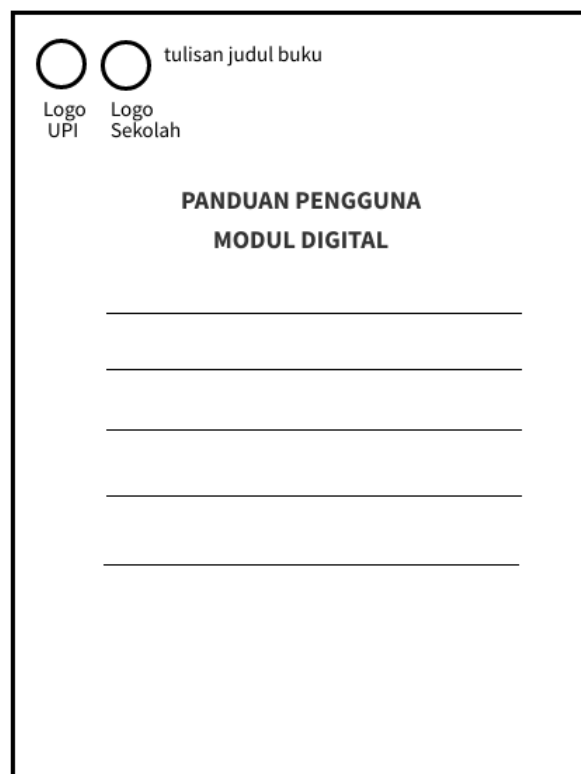 tulisan judul buku
Logo UPI
Logo Sekolah
PANDUAN PENGGUNA
MODUL DIGITAL